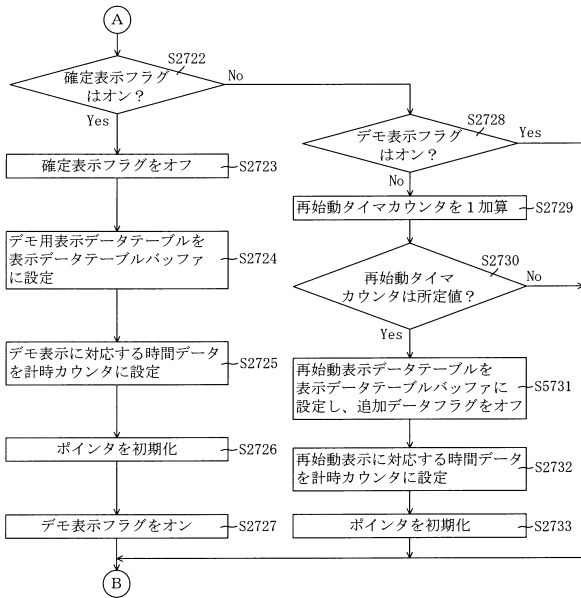 A
S2722
確定表示フラグ
はオン？
No
Yes
S2728
デモ表示フラグ
はオン？
Yes
No
確定表示フラグをオフ
S2723
再始動タイマカウンタを１加算
S2729
デモ用表示データテーブルを
表示データテーブルバッファ
に設定
S2724
S2730
再始動タイマ
カウンタは所定値？
No
Yes
デモ表示に対応する時間データ
を計時カウンタに設定
S2725
再始動表示データテーブルを
表示データテーブルバッファに
設定し、追加データフラグをオフ
S5731
ポインタを初期化
S2726
再始動表示に対応する時間データ
を計時カウンタに設定
S2732
デモ表示フラグをオン
S2727
ポインタを初期化
S2733
B